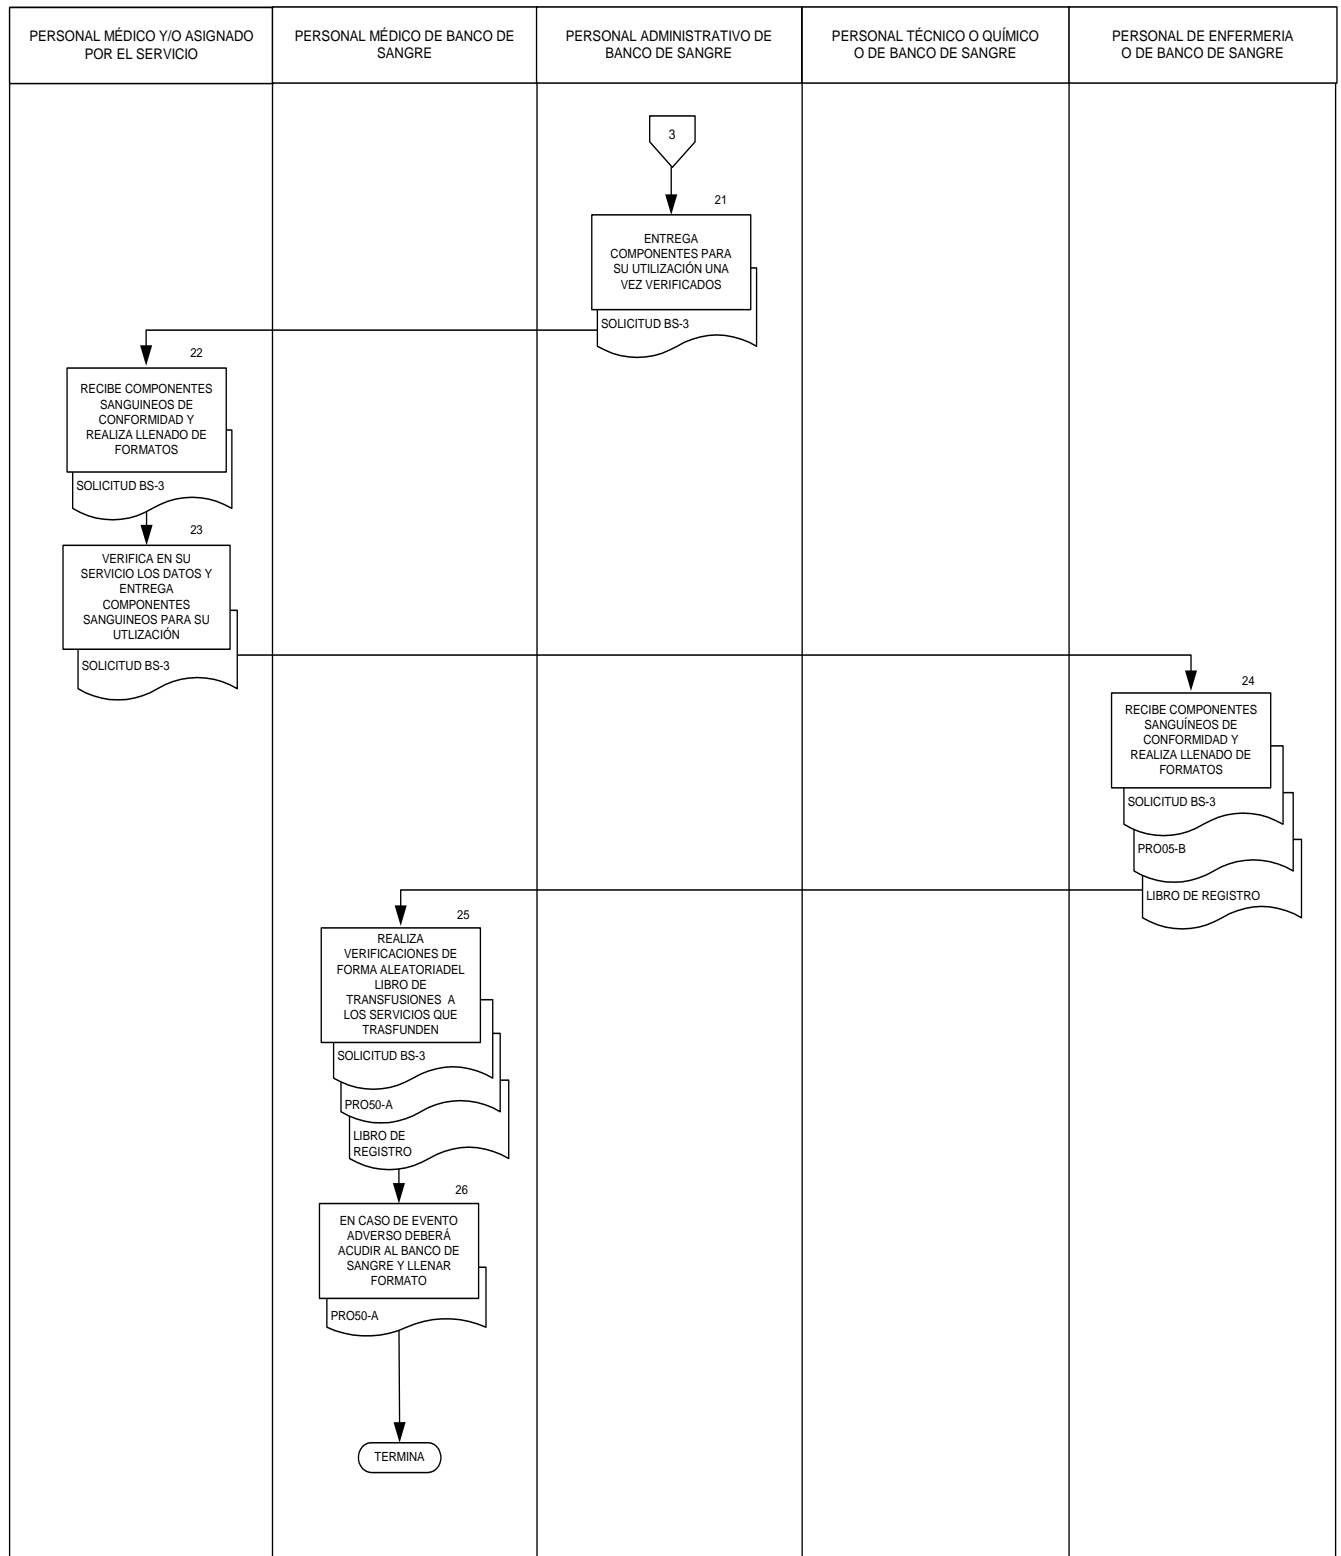 PERSONAL MÉDICO Y/O ASIGNADO
POR EL SERVICIO
PERSONAL MÉDICO DE BANCO DE
SANGRE
PERSONAL ADMINISTRATIVO DE
BANCO DE SANGRE
PERSONAL TÉCNICO O QUÍMICO
O DE BANCO DE SANGRE
PERSONAL DE ENFERMERIA
O DE BANCO DE SANGRE
3
21
ENTREGA
COMPONENTES PARA
SU UTILIZACIÓN UNA
VEZ VERIFICADOS
SOLICITUD BS-3
22
RECIBE COMPONENTES
SANGUINEOS DE
CONFORMIDAD Y
REALIZA LLENADO DE
FORMATOS
SOLICITUD BS-3
23
VERIFICA EN SU
SERVICIO LOS DATOS Y
ENTREGA
COMPONENTES
SANGUINEOS PARA SU
UTLIZACIÓN
SOLICITUD BS-3
24
RECIBE COMPONENTES
SANGUÍNEOS DE
CONFORMIDAD Y
REALIZA LLENADO DE
FORMATOS
SOLICITUD BS-3
PRO05-B
LIBRO DE REGISTRO
25
REALIZA
VERIFICACIONES DE
FORMA ALEATORIADEL
LIBRO DE
TRANSFUSIONES A
LOS SERVICIOS QUE
TRASFUNDEN
SOLICITUD BS-3
PRO50-A
LIBRO DE
REGISTRO
26
EN CASO DE EVENTO
ADVERSO DEBERÁ
ACUDIR AL BANCO DE
SANGRE Y LLENAR
FORMATO
PRO50-A
TERMINA